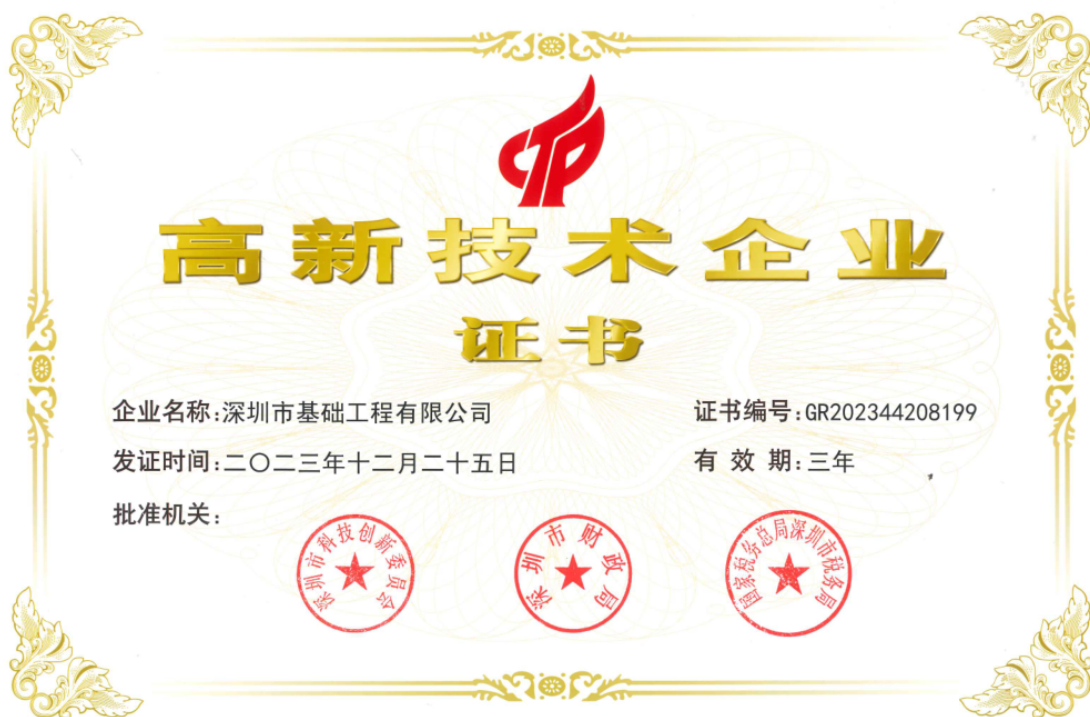 CTP
高新技术企业
证书
企业名称:深圳市基础工程有限公司
证书编号:GR202344208199
发证时间:二〇二三年十二月二十五日
有效期:三年
批准机关:
深圳市科技创新委员会
深圳市财政局
国家税务总局深圳市税务局